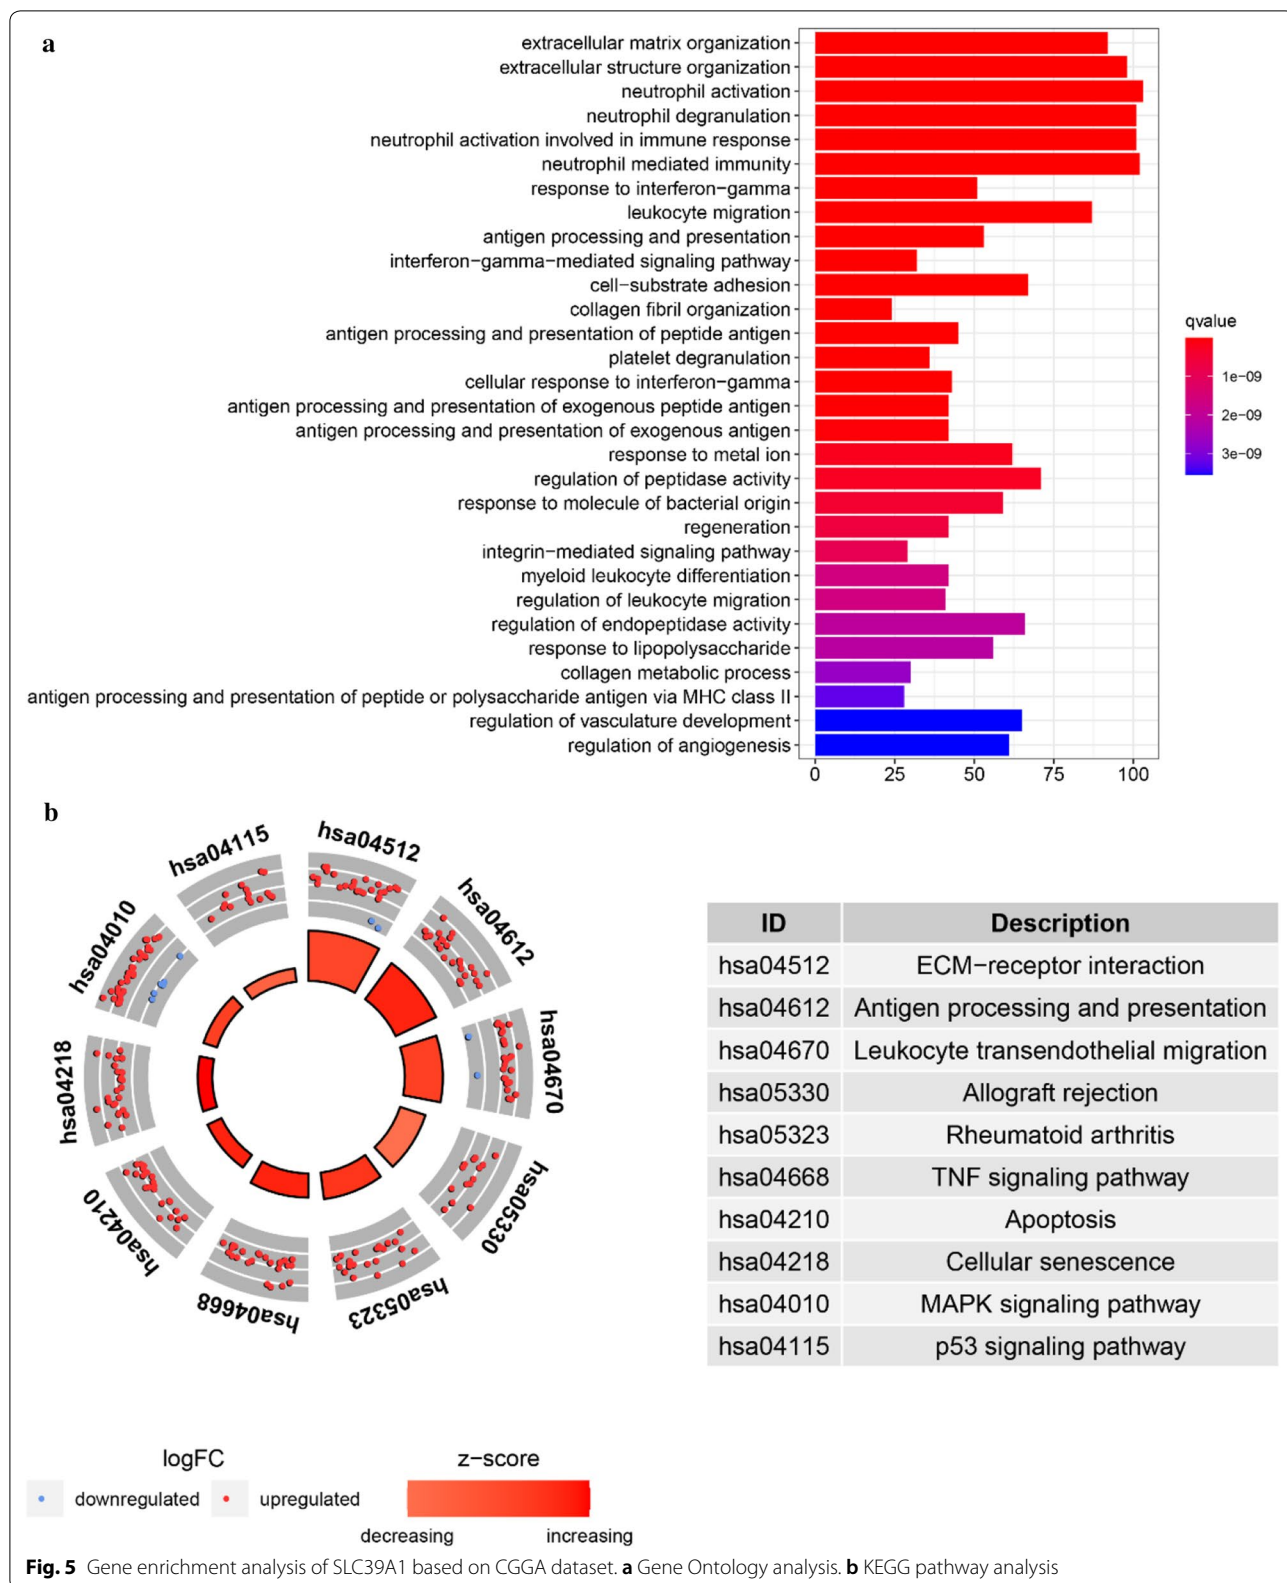 a
extracellular matrix organization
extracellular structure organization
neutrophil activation
neutrophil degranulation
neutrophil activation involved in immune response
neutrophil mediated immunity
response to interferon−gamma
leukocyte migration
antigen processing and presentation
interferon−gamma−mediated signaling pathway
cell−substrate adhesion
collagen fibril organization
antigen processing and presentation of peptide antigen
platelet degranulation
cellular response to interferon−gamma
antigen processing and presentation of exogenous peptide antigen
antigen processing and presentation of exogenous antigen
response to metal ion
regulation of peptidase activity
response to molecule of bacterial origin
regeneration
integrin−mediated signaling pathway
myeloid leukocyte differentiation
regulation of leukocyte migration
regulation of endopeptidase activity
response to lipopolysaccharide
collagen metabolic process
antigen processing and presentation of peptide or polysaccharide antigen via MHC class II
regulation of vasculature development
regulation of angiogenesis
0 25 50 75 100
qvalue
1e−09
2e−09
3e−09
b
hsa04512
hsa04612
hsa04670
hsa05330
hsa05323
hsa04668
hsa04210
hsa04218
hsa04010
hsa04115
ID Description
hsa04512 ECM−receptor interaction
hsa04612 Antigen processing and presentation
hsa04670 Leukocyte transendothelial migration
hsa05330 Allograft rejection
hsa05323 Rheumatoid arthritis
hsa04668 TNF signaling pathway
hsa04210 Apoptosis
hsa04218 Cellular senescence
hsa04010 MAPK signaling pathway
hsa04115 p53 signaling pathway
logFC
downregulated upregulated
z−score
decreasing increasing
Fig. 5 Gene enrichment analysis of SLC39A1 based on CGGA dataset. a Gene Ontology analysis. b KEGG pathway analysis